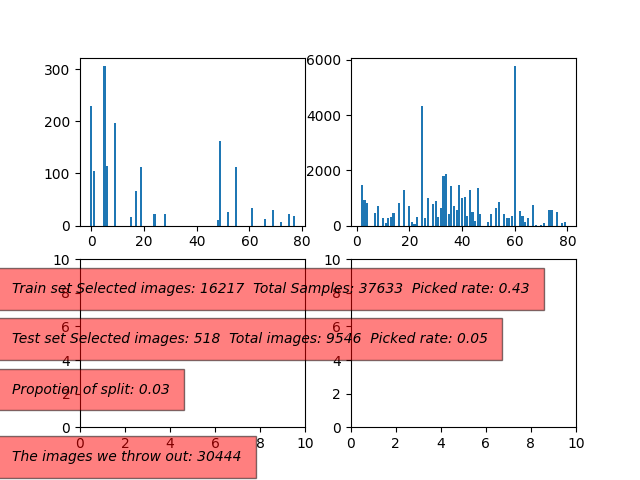 300
200
100
0
0 20 40 60 80
6000
4000
2000
0
0 20 40 60 80
10
8
6
4
2
0
0 2 4 6 8 10
10
8
6
4
2
0
0 2 4 6 8 10
Train set Selected images: 16217  Total Samples: 37633  Picked rate: 0.43
Test set Selected images: 518  Total images: 9546  Picked rate: 0.05
Propotion of split: 0.03
The images we throw out: 30444